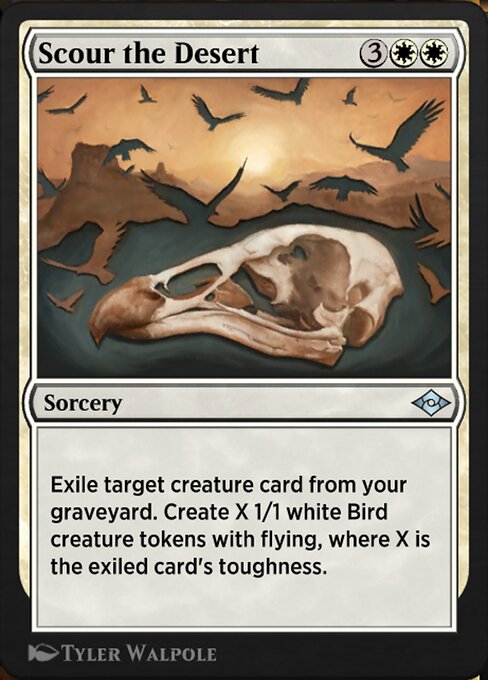 Scour the Desert 3
Sorcery
Exile target creature card from your
graveyard. Create X 1/1 white Bird
creature tokens with flying, where X is
the exiled card's toughness.
Tyler Walpole